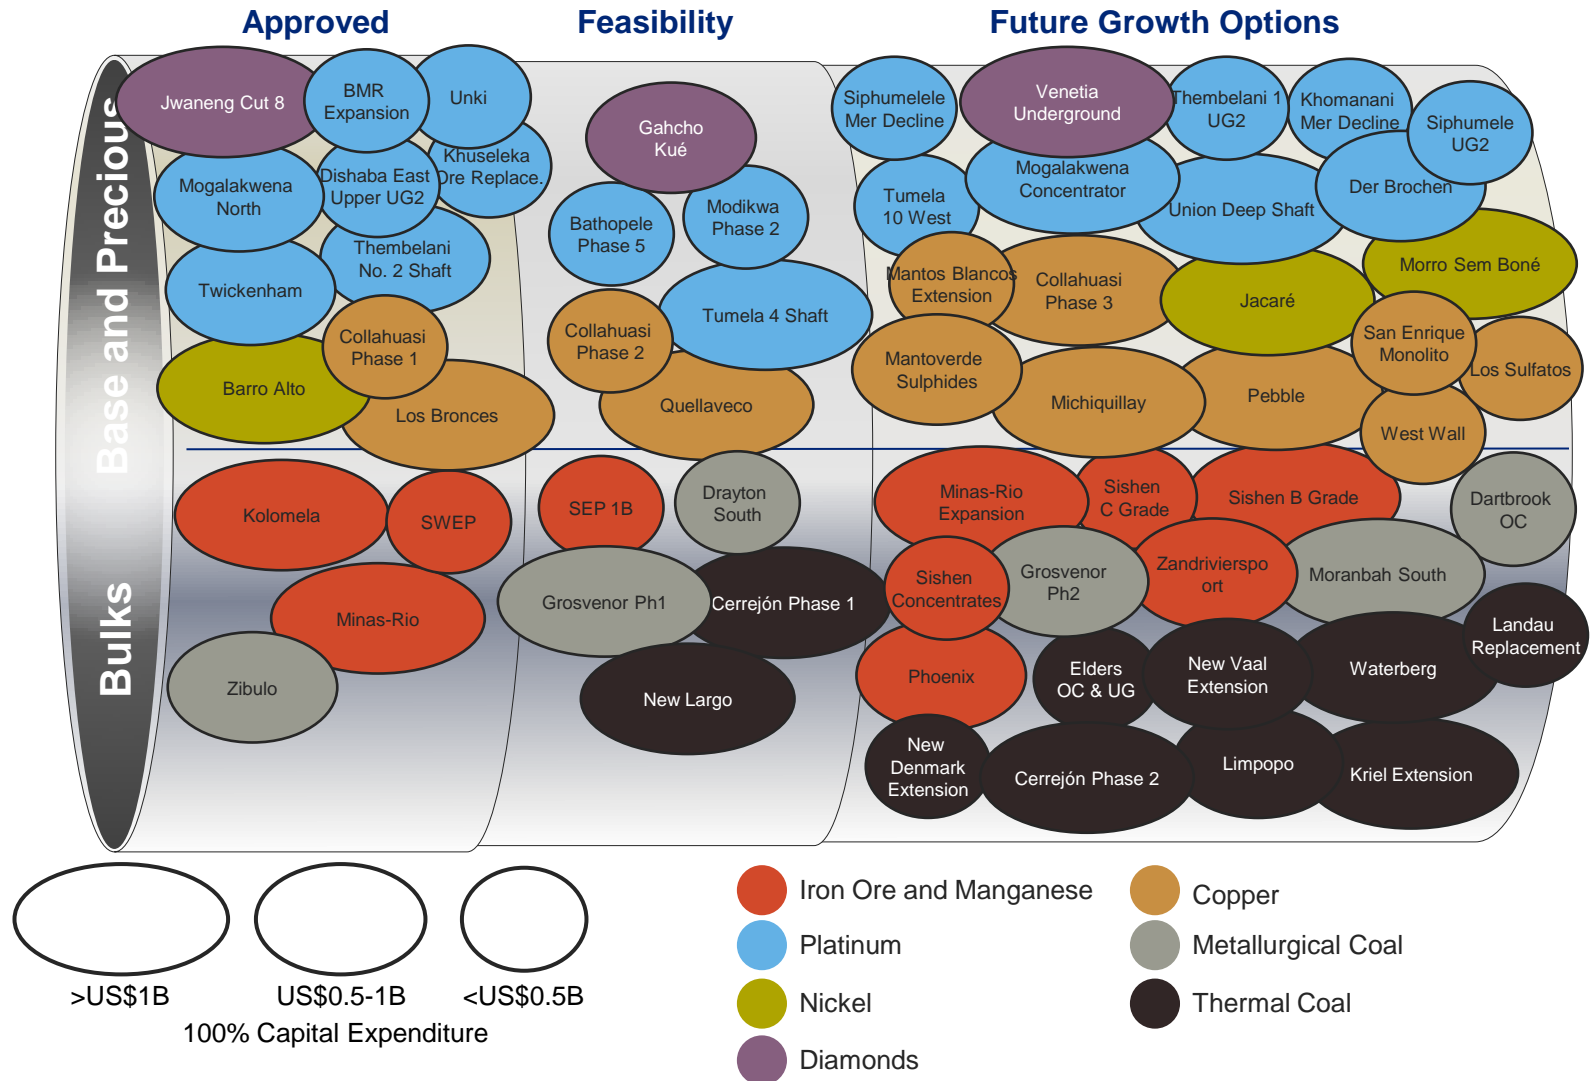 Approved
Feasibility
Future Growth Options
Base and Precious
Bulks
Jwaneng Cut 8
BMR
Expansion
Unki
Khuseleka
Ore Replace.
Mogalakwena
North
Dishaba East
Upper UG2
Thembelani
No. 2 Shaft
Twickenham
Collahuasi
Phase 1
Barro Alto
Los Bronces
Kolomela
SWEP
Minas-Rio
Zibulo
Gahcho
Kué
Bathopele
Phase 5
Modikwa
Phase 2
Tumela 4 Shaft
Collahuasi
Phase 2
Quellaveco
SEP 1B
Drayton
South
Grosvenor Ph1
Cerrejón Phase 1
New Largo
Siphumelele
Mer Decline
Venetia
Underground
Thembelani 1
UG2
Khomanani
Mer Decline
Siphumele
UG2
Tumela
10 West
Mogalakwena
Concentrator
Union Deep Shaft
Der Brochen
Mantos Blancos
Extension
Collahuasi
Phase 3
Jacaré
Morro Sem Boné
Mantoverde
Sulphides
Michiquillay
Pebble
San Enrique
Monolito
Los Sulfatos
West Wall
Minas-Rio
Expansion
Sishen
C Grade
Sishen B Grade
Dartbrook
OC
Sishen
Concentrates
Grosvenor
Ph2
Zandrivierspo
ort
Moranbah South
Landau
Replacement
Phoenix
Elders
OC & UG
New Vaal
Extension
Waterberg
New
Denmark
Extension
Cerrejón Phase 2
Limpopo
Kriel Extension
>US$1B
US$0.5-1B
<US$0.5B
100% Capital Expenditure
Iron Ore and Manganese
Platinum
Nickel
Diamonds
Copper
Metallurgical Coal
Thermal Coal